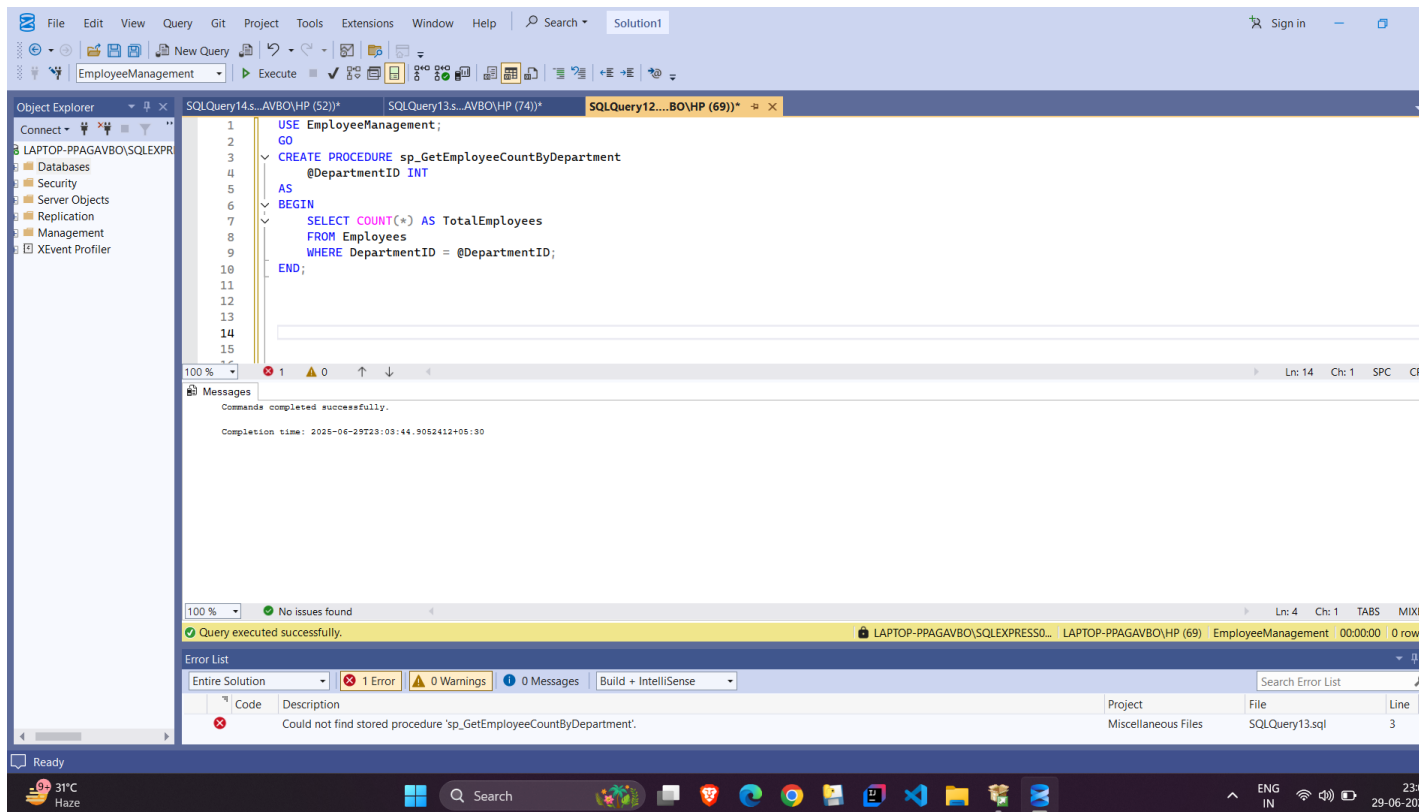 File Edit View Query Git Project Tools Extensions Window Help Search Solution1 Sign in
New Query
EmployeeManagement Execute
Object Explorer
Connect
LAPTOP-PPAGAVBO\SQLEXPR
Databases
Security
Server Objects
Replication
Management
XEvent Profiler
SQLQuery14.s...AVBO\HP (52))* SQLQuery13.s...AVBO\HP (74))* SQLQuery12....BO\HP (69))*
1 USE EmployeeManagement;
2 GO
3 CREATE PROCEDURE sp_GetEmployeeCountByDepartment
4 @DepartmentID INT
5 AS
6 BEGIN
7 SELECT COUNT(*) AS TotalEmployees
8 FROM Employees
9 WHERE DepartmentID = @DepartmentID;
10 END;
11
12
13
14
15
100 % 1 0 Ln: 14 Ch: 1 SPC
Messages
Commands completed successfully.
Completion time: 2025-06-29T23:03:44.9052412+05:30
100 % No issues found Ln: 4 Ch: 1 TABS MIX
Query executed successfully. LAPTOP-PPAGAVBO\SQLEXPRESS0... LAPTOP-PPAGAVBO\HP (69) EmployeeManagement 00:00:00 0 row
Error List
Entire Solution 1 Error 0 Warnings 0 Messages Build + IntelliSense Search Error List
Code Description Project File Line
Could not find stored procedure 'sp_GetEmployeeCountByDepartment'. Miscellaneous Files SQLQuery13.sql 3
Ready
9+ 31°C
Haze
Search
ENG
IN
29-06-20